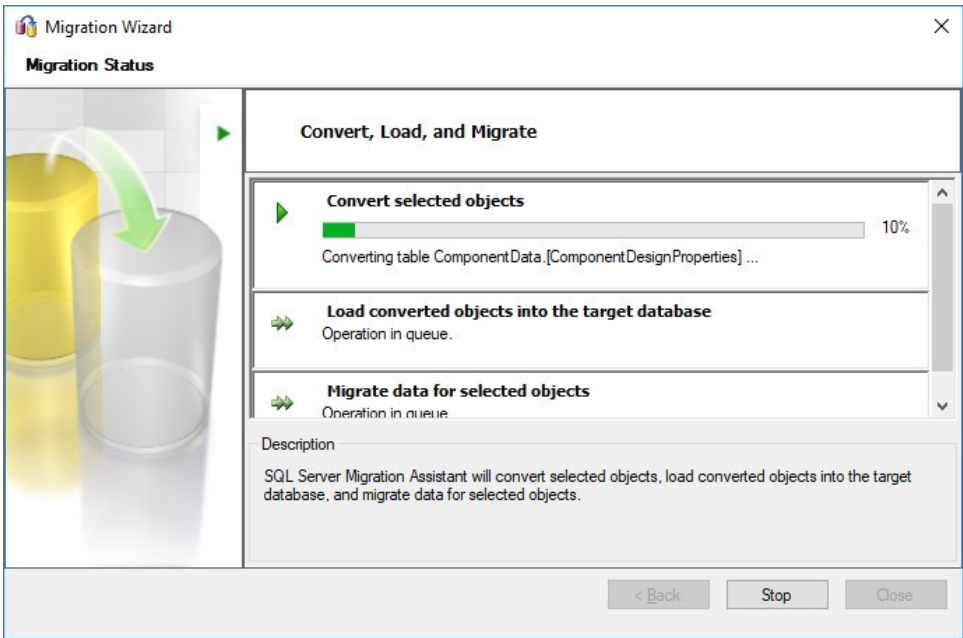 Migration Wizard
Migration Status
Convert, Load, and Migrate
Convert selected objects
10%
Converting table ComponentData.[ComponentDesignProperties] ...
Load converted objects into the target database
Operation in queue.
Migrate data for selected objects
Operation in queue
Description
SQL Server Migration Assistant will convert selected objects, load converted objects into the target
database, and migrate data for selected objects.
< Back
Stop
Close